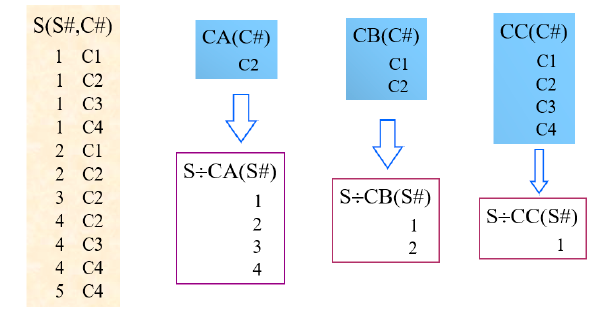 S(S#,C#)
1 C1
1 C2
1 C3
1 C4
2 C1
2 C2
3 C2
4 C2
4 C3
4 C4
5 C4
CA(C#)
C2
S÷CA(S#)
1
2
3
4
CB(C#)
C1
C2
S÷CB(S#)
1
2
CC(C#)
C1
C2
C3
C4
S÷CC(S#)
1